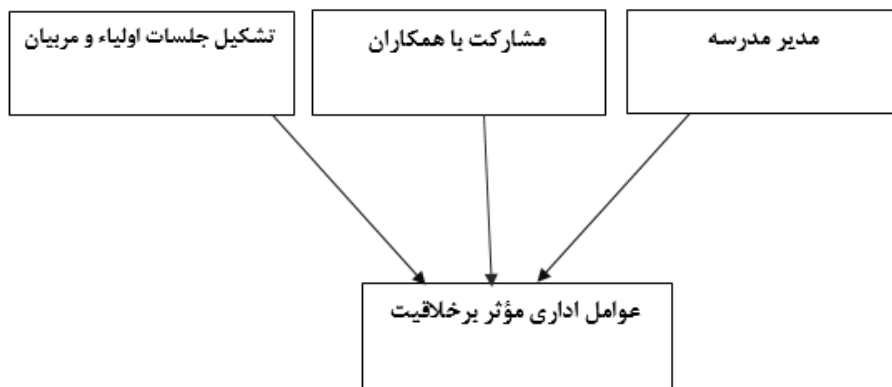 مدیر مدرسه
مشارکت با همکاران
تشکیل جلسات اولیاء و مربیان
عوامل اداری مؤثر برخلاقیت